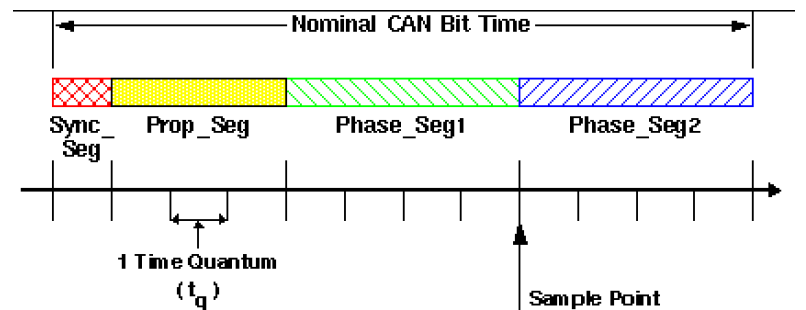 Nominal CAN Bit Time
Sync_
Seg
Prop_Seg
Phase_Seg1
Phase_Seg2
1 Time Quantum
(tq)
Sample Point